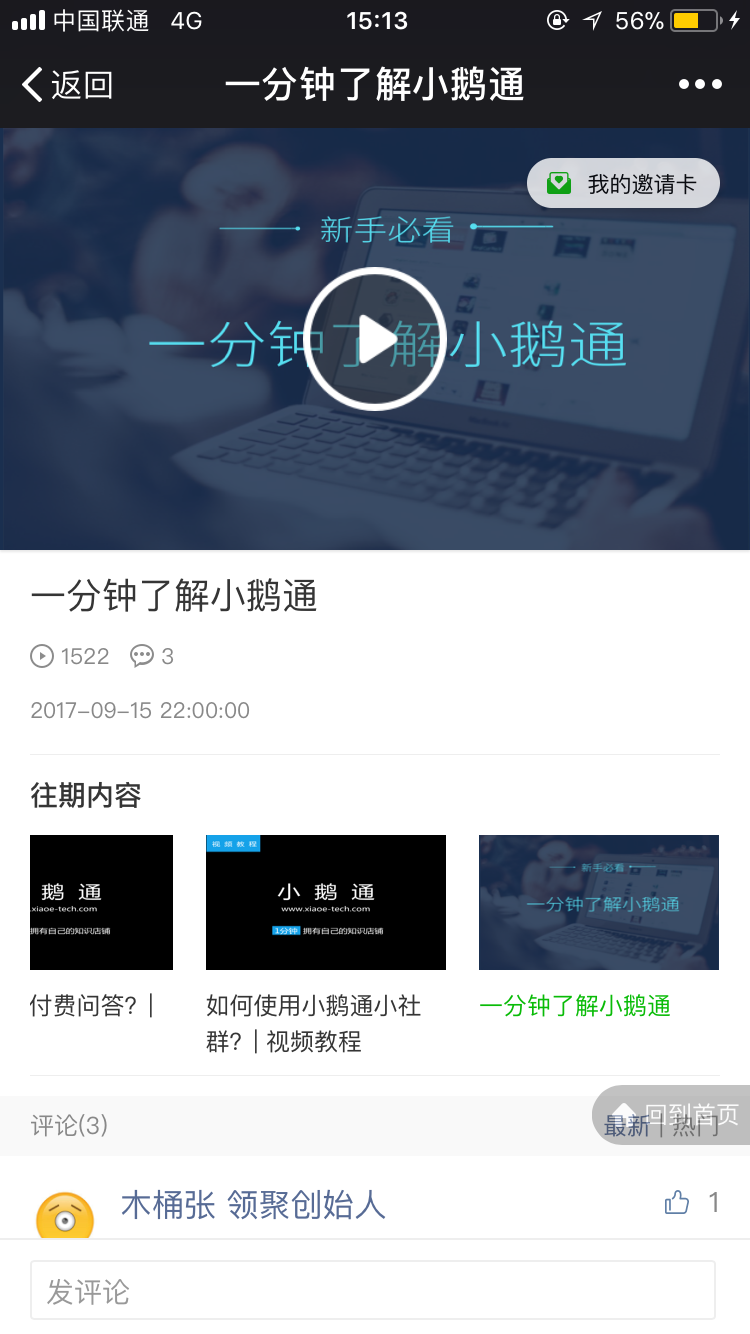 中国联通 4G 15:13 56%
返回 一分钟了解小鹅通
我的邀请卡
新手必看
一分钟了解小鹅通
一分钟了解小鹅通
1522 3
2017-09-15 22:00:00
往期内容
鹅 通
xiaoe-tech.com
拥有自己的知识店铺
付费问答? |
视频教程
小 鹅 通
www.xiaoe-tech.com
1分钟 拥有自己的知识店铺
如何使用小鹅通小社
群? | 视频教程
新手必看
一分钟了解小鹅通
一分钟了解小鹅通
回到首页
评论(3) 最新 | 热门
木桶张 领聚创始人 1
发评论